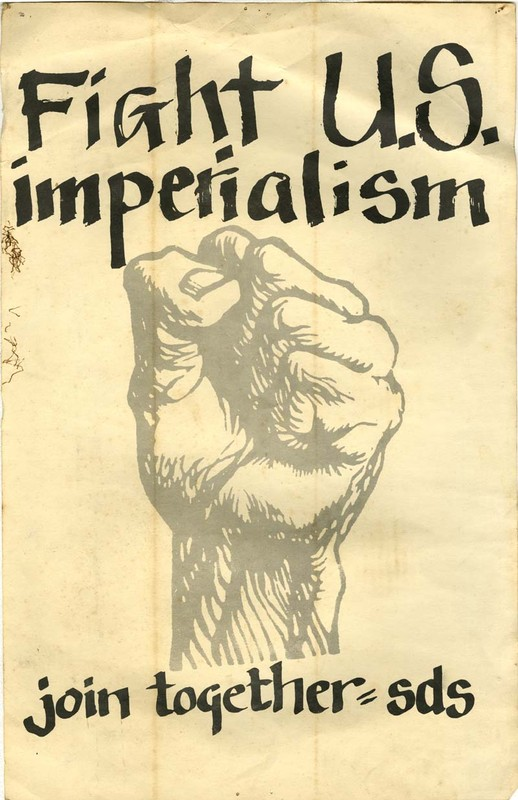 Fight U.S.
imperialism
join together = sds